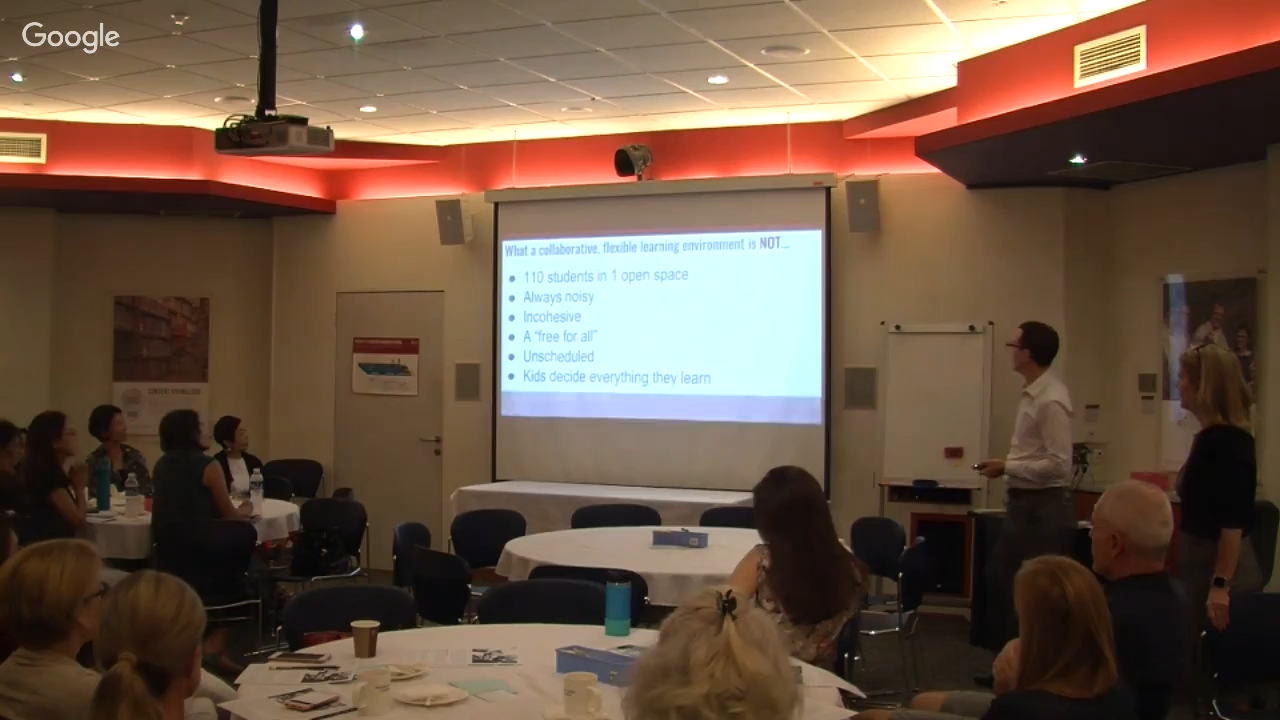 Google
What a collaborative, flexible learning environment is NOT...
● 110 students in 1 open space
● Always noisy
● Incohesive
● A "free for all"
● Unscheduled
● Kids decide everything they learn